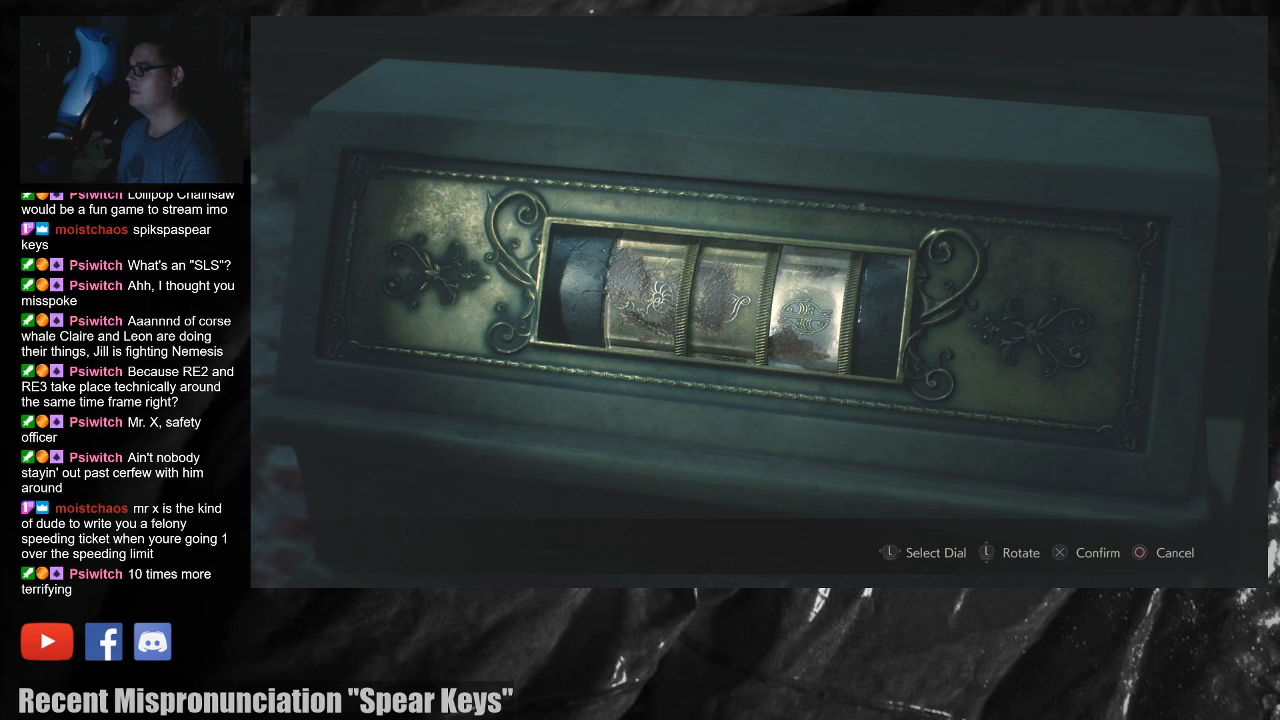 Psiwitch Lollipop Chainsaw
would be a fun game to stream imo
moistchaos spikspaspear
keys
Psiwitch What's an "SLS"?
Psiwitch Ahh, I thought you
misspoke
Psiwitch Aaannnd of corse
whale Claire and Leon are doing
their things, Jill is fighting Nemesis
Psiwitch Because RE2 and
RE3 take place technically around
the same time frame right?
Psiwitch Mr. X, safety
officer
Psiwitch Ain't nobody
stayin' out past cerfew with him
around
moistchaos mr x is the kind
of dude to write you a felony
speeding ticket when youre going 1
over the speeding limit
Psiwitch 10 times more
terrifying
L Select Dial L Rotate Confirm Cancel
Recent Mispronunciation "Spear Keys"